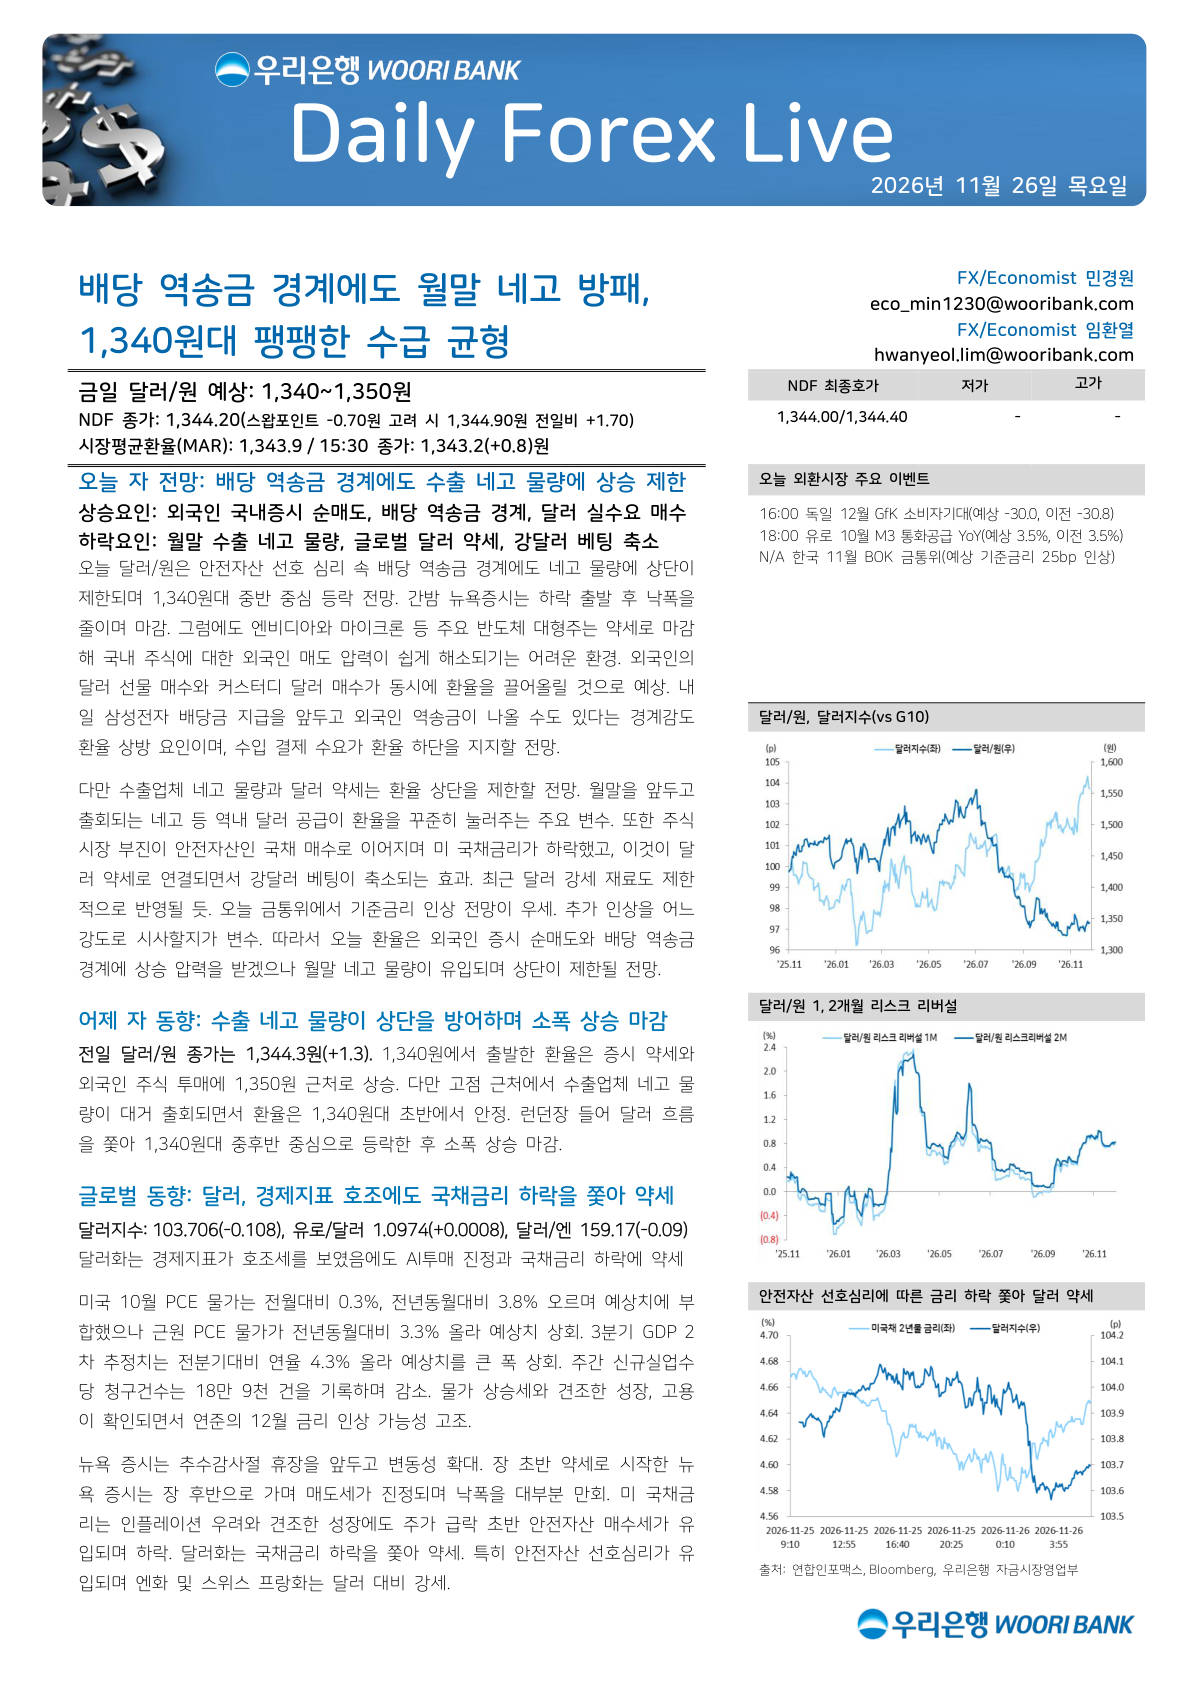 우리은행 WOORI BANK
Daily Forex Live
2026년 11월 26일 목요일
배당 역송금 경계에도 월말 네고 방패,
1,340원대 팽팽한 수급 균형
금일 달러/원 예상: 1,340~1,350원
NDF 종가: 1,344.20(스왑포인트 -0.70원 고려 시 1,344.90원 전일비 +1.70)
시장평균환율(MAR): 1,343.9 / 15:30 종가: 1,343.2(+0.8)원
오늘 자 전망: 배당 역송금 경계에도 수출 네고 물량에 상승 제한
상승요인: 외국인 국내증시 순매도, 배당 역송금 경계, 달러 실수요 매수
하락요인: 월말 수출 네고 물량, 글로벌 달러 약세, 강달러 베팅 축소
오늘 달러/원은 안전자산 선호 심리 속 배당 역송금 경계에도 네고 물량에 상단이
제한되며 1,340원대 중반 중심 등락 전망. 간밤 뉴욕증시는 하락 출발 후 낙폭을
줄이며 마감. 그럼에도 엔비디아와 마이크론 등 주요 반도체 대형주는 약세로 마감
해 국내 주식에 대한 외국인 매도 압력이 쉽게 해소되기는 어려운 환경. 외국인의
달러 선물 매수와 커스터디 달러 매수가 동시에 환율을 끌어올릴 것으로 예상. 내
일 삼성전자 배당금 지급을 앞두고 외국인 역송금이 나올 수도 있다는 경계감도
환율 상방 요인이며, 수입 결제 수요가 환율 하단을 지지할 전망.
다만 수출업체 네고 물량과 달러 약세는 환율 상단을 제한할 전망. 월말을 앞두고
출회되는 네고 등 역내 달러 공급이 환율을 꾸준히 눌러주는 주요 변수. 또한 주식
시장 부진이 안전자산인 국채 매수로 이어지며 미 국채금리가 하락했고, 이것이 달
러 약세로 연결되면서 강달러 베팅이 축소되는 효과. 최근 달러 강세 재료도 제한
적으로 반영될 듯. 오늘 금통위에서 기준금리 인상 전망이 우세. 추가 인상을 어느
강도로 시사할지가 변수. 따라서 오늘 환율은 외국인 증시 순매도와 배당 역송금
경계에 상승 압력을 받겠으나 월말 네고 물량이 유입되며 상단이 제한될 전망.
어제 자 동향: 수출 네고 물량이 상단을 방어하며 소폭 상승 마감
전일 달러/원 종가는 1,344.3원(+1.3). 1,340원에서 출발한 환율은 증시 약세와
외국인 주식 투매에 1,350원 근처로 상승. 다만 고점 근처에서 수출업체 네고 물
량이 대거 출회되면서 환율은 1,340원대 초반에서 안정. 런던장 들어 달러 흐름
을 쫓아 1,340원대 중후반 중심으로 등락한 후 소폭 상승 마감.
글로벌 동향: 달러, 경제지표 호조에도 국채금리 하락을 쫓아 약세
달러지수: 103.706(-0.108), 유로/달러 1.0974(+0.0008), 달러/엔 159.17(-0.09)
달러화는 경제지표가 호조세를 보였음에도 AI투매 진정과 국채금리 하락에 약세
미국 10월 PCE 물가는 전월대비 0.3%, 전년동월대비 3.8% 오르며 예상치에 부
합했으나 근원 PCE 물가가 전년동월대비 3.3% 올라 예상치 상회. 3분기 GDP 2
차 추정치는 전분기대비 연율 4.3% 올라 예상치를 큰 폭 상회. 주간 신규실업수
당 청구건수는 18만 9천 건을 기록하며 감소. 물가 상승세와 견조한 성장, 고용
이 확인되면서 연준의 12월 금리 인상 가능성 고조.
뉴욕 증시는 추수감사절 휴장을 앞두고 변동성 확대. 장 초반 약세로 시작한 뉴
욕 증시는 장 후반으로 가며 매도세가 진정되며 낙폭을 대부분 만회. 미 국채금
리는 인플레이션 우려와 견조한 성장에도 주가 급락 초반 안전자산 매수세가 유
입되며 하락. 달러화는 국채금리 하락을 쫓아 약세. 특히 안전자산 선호심리가 유
입되며 엔화 및 스위스 프랑화는 달러 대비 강세.
FX/Economist 민경원
eco_min1230@wooribank.com
FX/Economist 임환열
hwanyeol.lim@wooribank.com
NDF 최종호가 저가 고가
1,344.00/1,344.40 - -
오늘 외환시장 주요 이벤트
16:00 독일 12월 GfK 소비자기대(예상 -30.0, 이전 -30.8)
18:00 유로 10월 M3 통화공급 YoY(예상 3.5%, 이전 3.5%)
N/A 한국 11월 BOK 금통위(예상 기준금리 25bp 인상)
달러/원, 달러지수(vs G10)
(p) 달러지수(좌) 달러/원(우) (원)
105 1,600
104
1,550
103
102 1,500
101
1,450
100
99 1,400
98
1,350
97
96 1,300
'25.11 '26.01 '26.03 '26.05 '26.07 '26.09 '26.11
달러/원 1, 2개월 리스크 리버설
(%) 달러/원 리스크 리버설 1M 달러/원 리스크리버설 2M
2.4
2.0
1.6
1.2
0.8
0.4
0.0
(0.4)
(0.8)
'25.11 '26.01 '26.03 '26.05 '26.07 '26.09 '26.11
안전자산 선호심리에 따른 금리 하락 쫓아 달러 약세
(%) 미국채 2년물 금리(좌) 달러지수(우) (p)
4.70 104.2
4.68 104.1
4.66 104.0
4.64 103.9
4.62 103.8
4.60 103.7
4.58 103.6
4.56 103.5
2026-11-25 2026-11-25 2026-11-25 2026-11-25 2026-11-26 2026-11-26
9:10 12:55 16:40 20:25 0:10 3:55
출처: 연합인포맥스, Bloomberg, 우리은행 자금시장영업부
우리은행 WOORI BANK